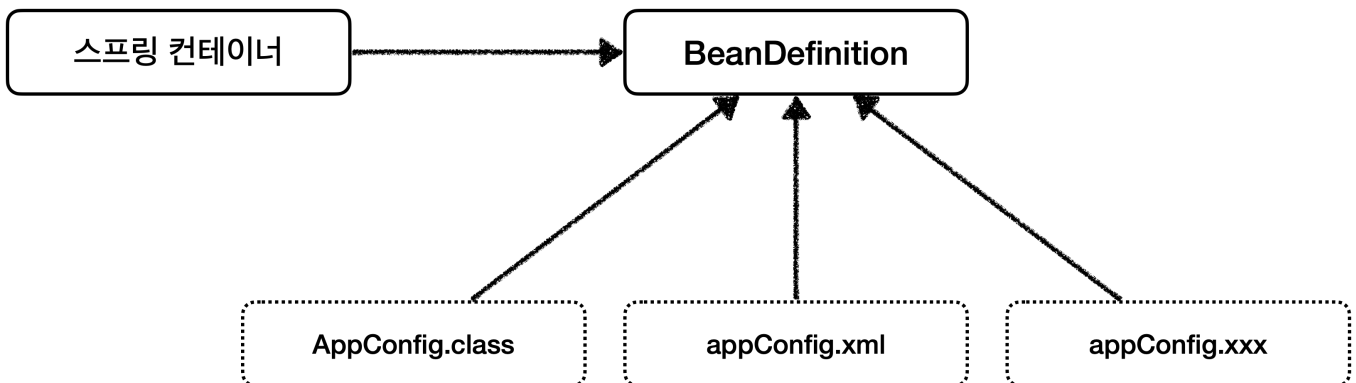 스프링 컨테이너
BeanDefinition
AppConfig.class
appConfig.xml
appConfig.xxx